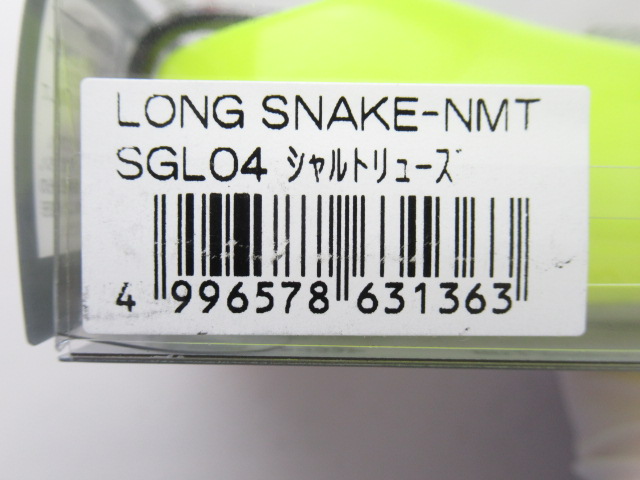 LONG SNAKE-NMT
SGL04 ｼｬﾙﾄﾘｭｰｽﾞ
4 996578 631363